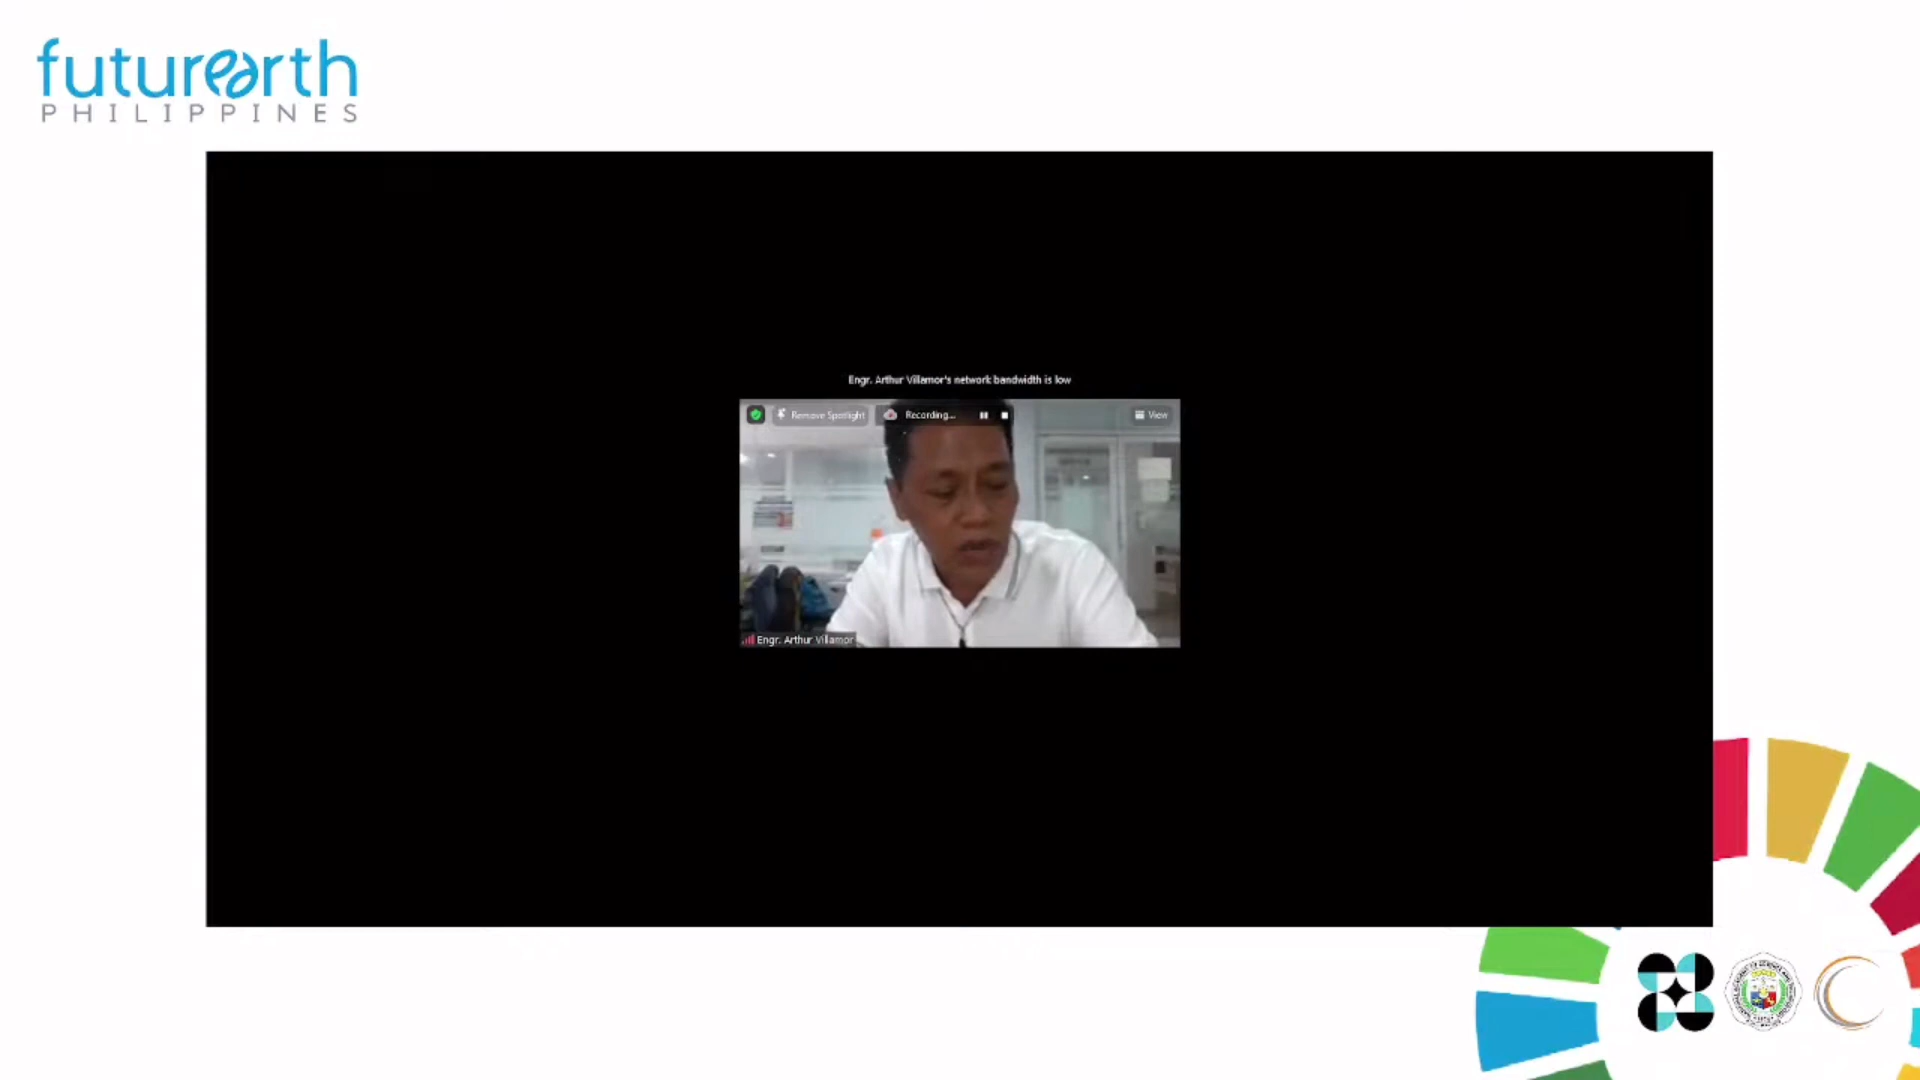 futurearth
PHILIPPINES
Engr. Arthur Villamor's network bandwidth is low
Remove Spotlight
Recording...
View
Engr. Arthur Villamor